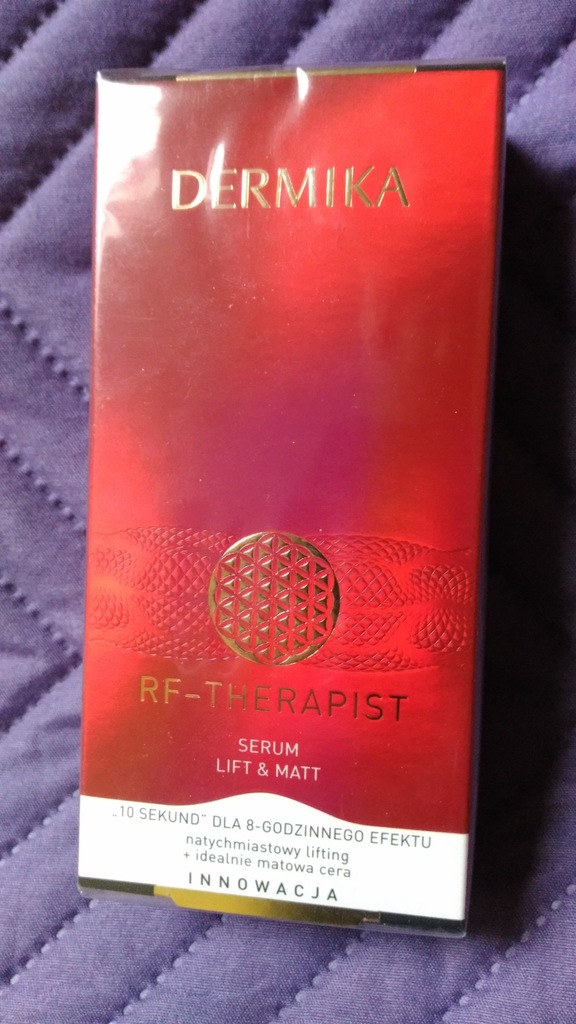 DERMIKA
RF-THERAPIST
SERUM
LIFT & MATT
„10 SEKUND” DLA 8-GODZINNEGO EFEKTU
natychmiastowy lifting
+ idealnie matowa cera
INNOWACJA